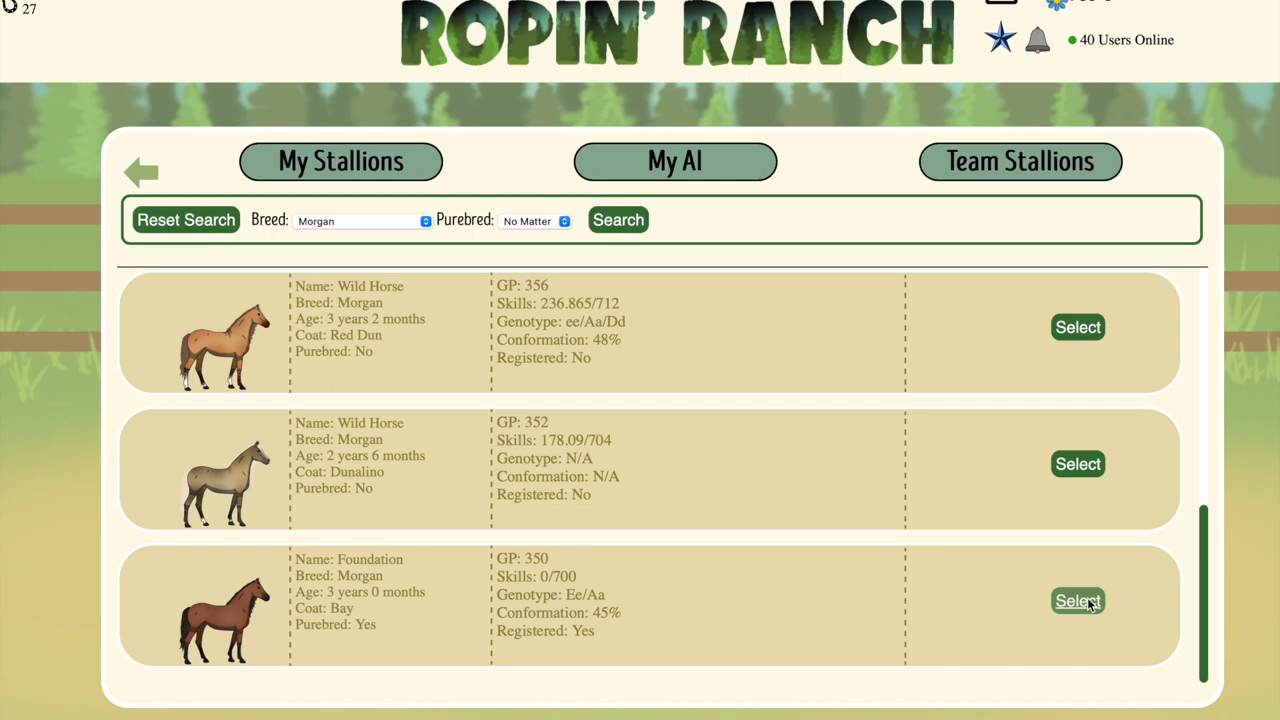 27
ROPIN' RANCH
40 Users Online
My Stallions
My AI
Team Stallions
Reset Search
Breed:
Morgan
Purebred:
No Matter
Search
Name: Wild Horse
Breed: Morgan
Age: 3 years 2 months
Coat: Red Dun
Purebred: No
GP: 356
Skills: 236.865/712
Genotype: ee/Aa/Dd
Conformation: 48%
Registered: No
Select
Name: Wild Horse
Breed: Morgan
Age: 2 years 6 months
Coat: Dunalino
Purebred: No
GP: 352
Skills: 178.09/704
Genotype: N/A
Conformation: N/A
Registered: No
Select
Name: Foundation
Breed: Morgan
Age: 3 years 0 months
Coat: Bay
Purebred: Yes
GP: 350
Skills: 0/700
Genotype: Ee/Aa
Conformation: 45%
Registered: Yes
Select